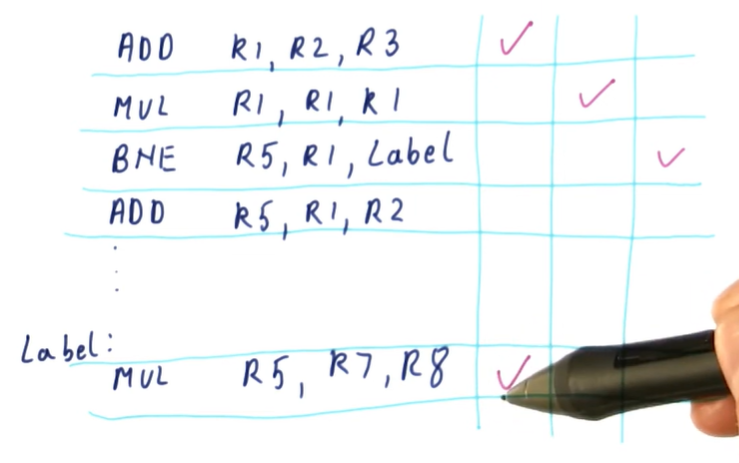 ADD R1, R2, R3
MUL R1, R1, R1
BNE R5, R1, Label
ADD R5, R1, R2
Label:
MUL R5, R7, R8